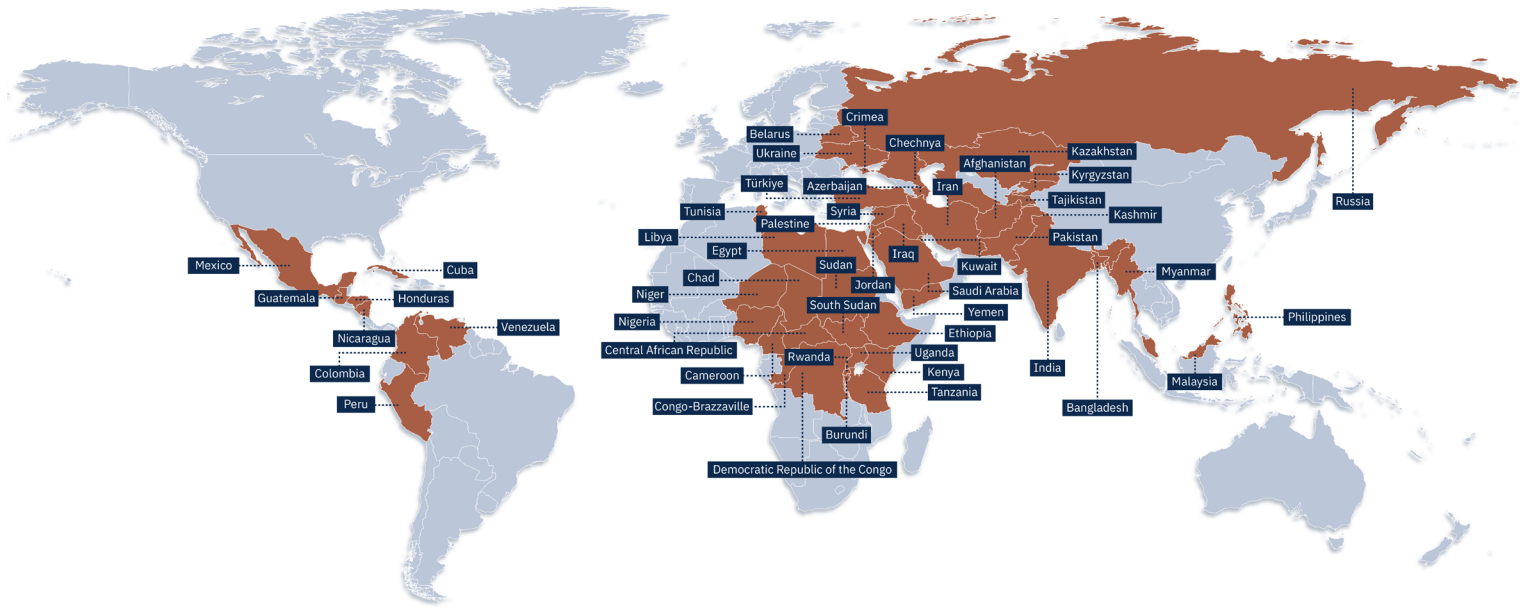 Crimea
Belarus
Chechnya
Ukraine
Kazakhstan
Afghanistan
Kyrgyzstan
Türkiye
Azerbaijan
Iran
Tajikistan
Russia
Tunisia
Syria
Kashmir
Palestine
Libya
Pakistan
Egypt
Iraq
Mexico
Sudan
Kuwait
Cuba
Myanmar
Chad
Jordan
Saudi Arabia
Niger
Guatemala
Honduras
South Sudan
Yemen
Philippines
Nigeria
Venezuela
Ethiopia
Nicaragua
Central African Republic
Rwanda
Uganda
India
Colombia
Cameroon
Kenya
Malaysia
Tanzania
Peru
Congo-Brazzaville
Bangladesh
Burundi
Democratic Republic of the Congo